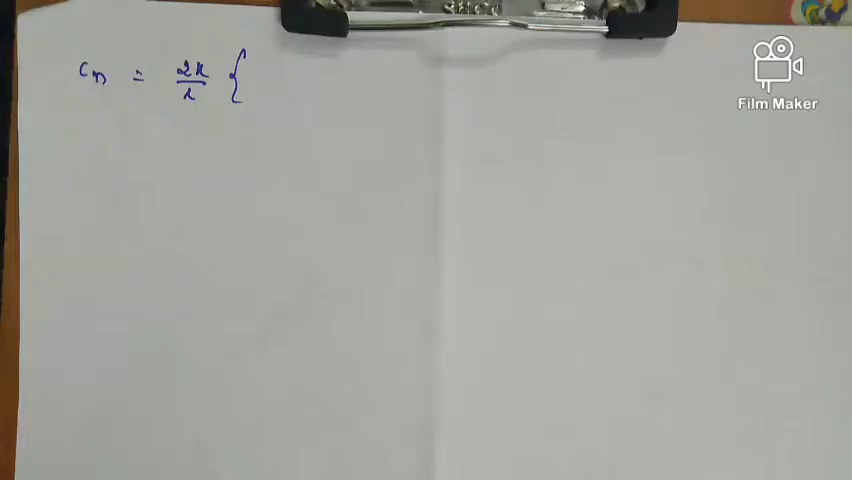 Cn = 2k/l {
Film Maker